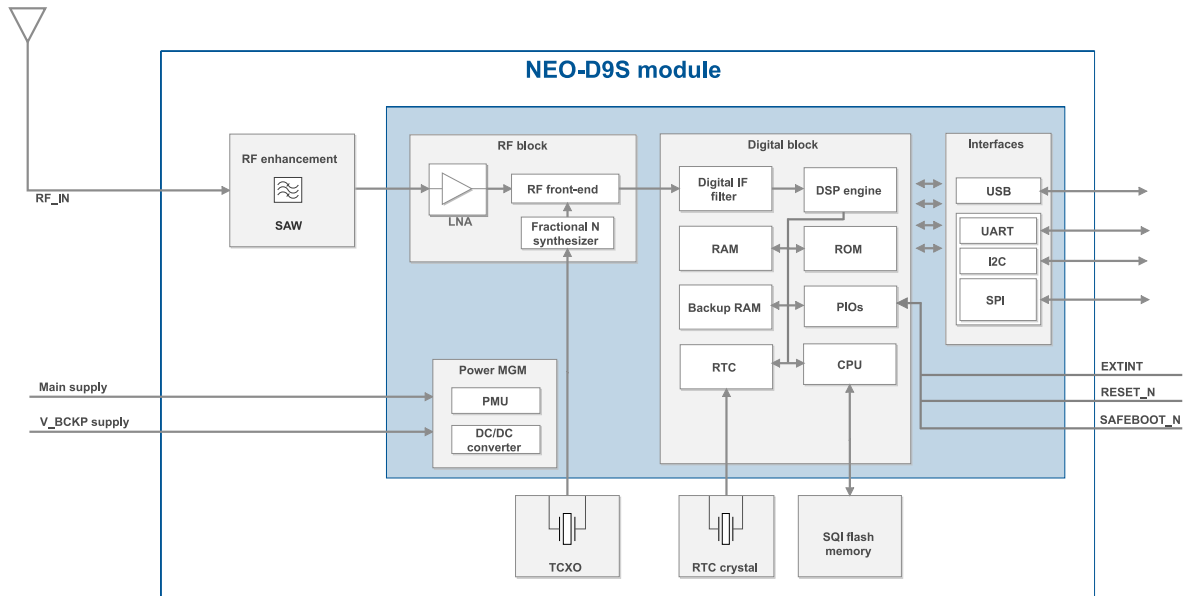 NEO-D9S module
RF block
Digital block
Interfaces
RF enhancement
SAW
RF_IN
LNA
RF front-end
Fractional N
synthesizer
Digital IF
filter
DSP engine
RAM
ROM
Backup RAM
PIOs
RTC
CPU
USB
UART
I2C
SPI
Power MGM
PMU
DC/DC
converter
Main supply
V_BCKP supply
EXTINT
RESET_N
SAFEBOOT_N
TCXO
RTC crystal
SQI flash
memory